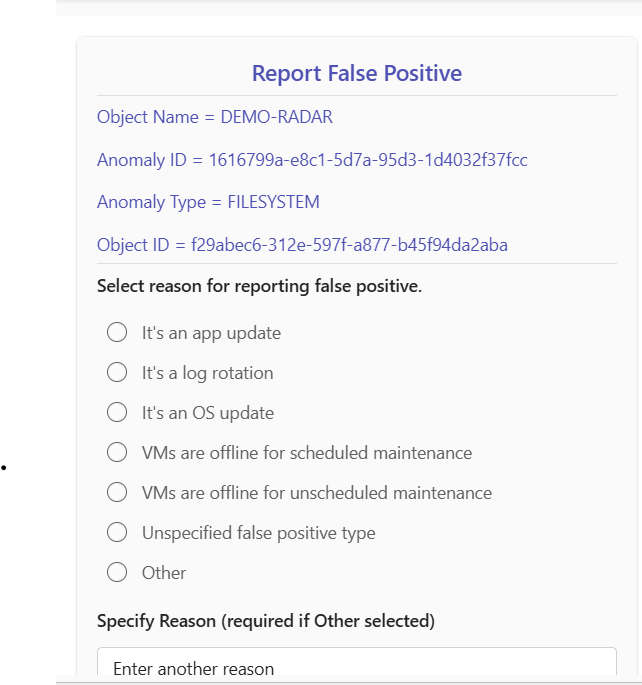 Report False Positive
Object Name = DEMO-RADAR
Anomaly ID = 1616799a-e8c1-5d7a-95d3-1d4032f37fcc
Anomaly Type = FILESYSTEM
Object ID = f29abec6-312e-597f-a877-b45f94da2aba
Select reason for reporting false positive.
It's an app update
It's a log rotation
It's an OS update
VMs are offline for scheduled maintenance
VMs are offline for unscheduled maintenance
Unspecified false positive type
Other
Specify Reason (required if Other selected)
Enter another reason